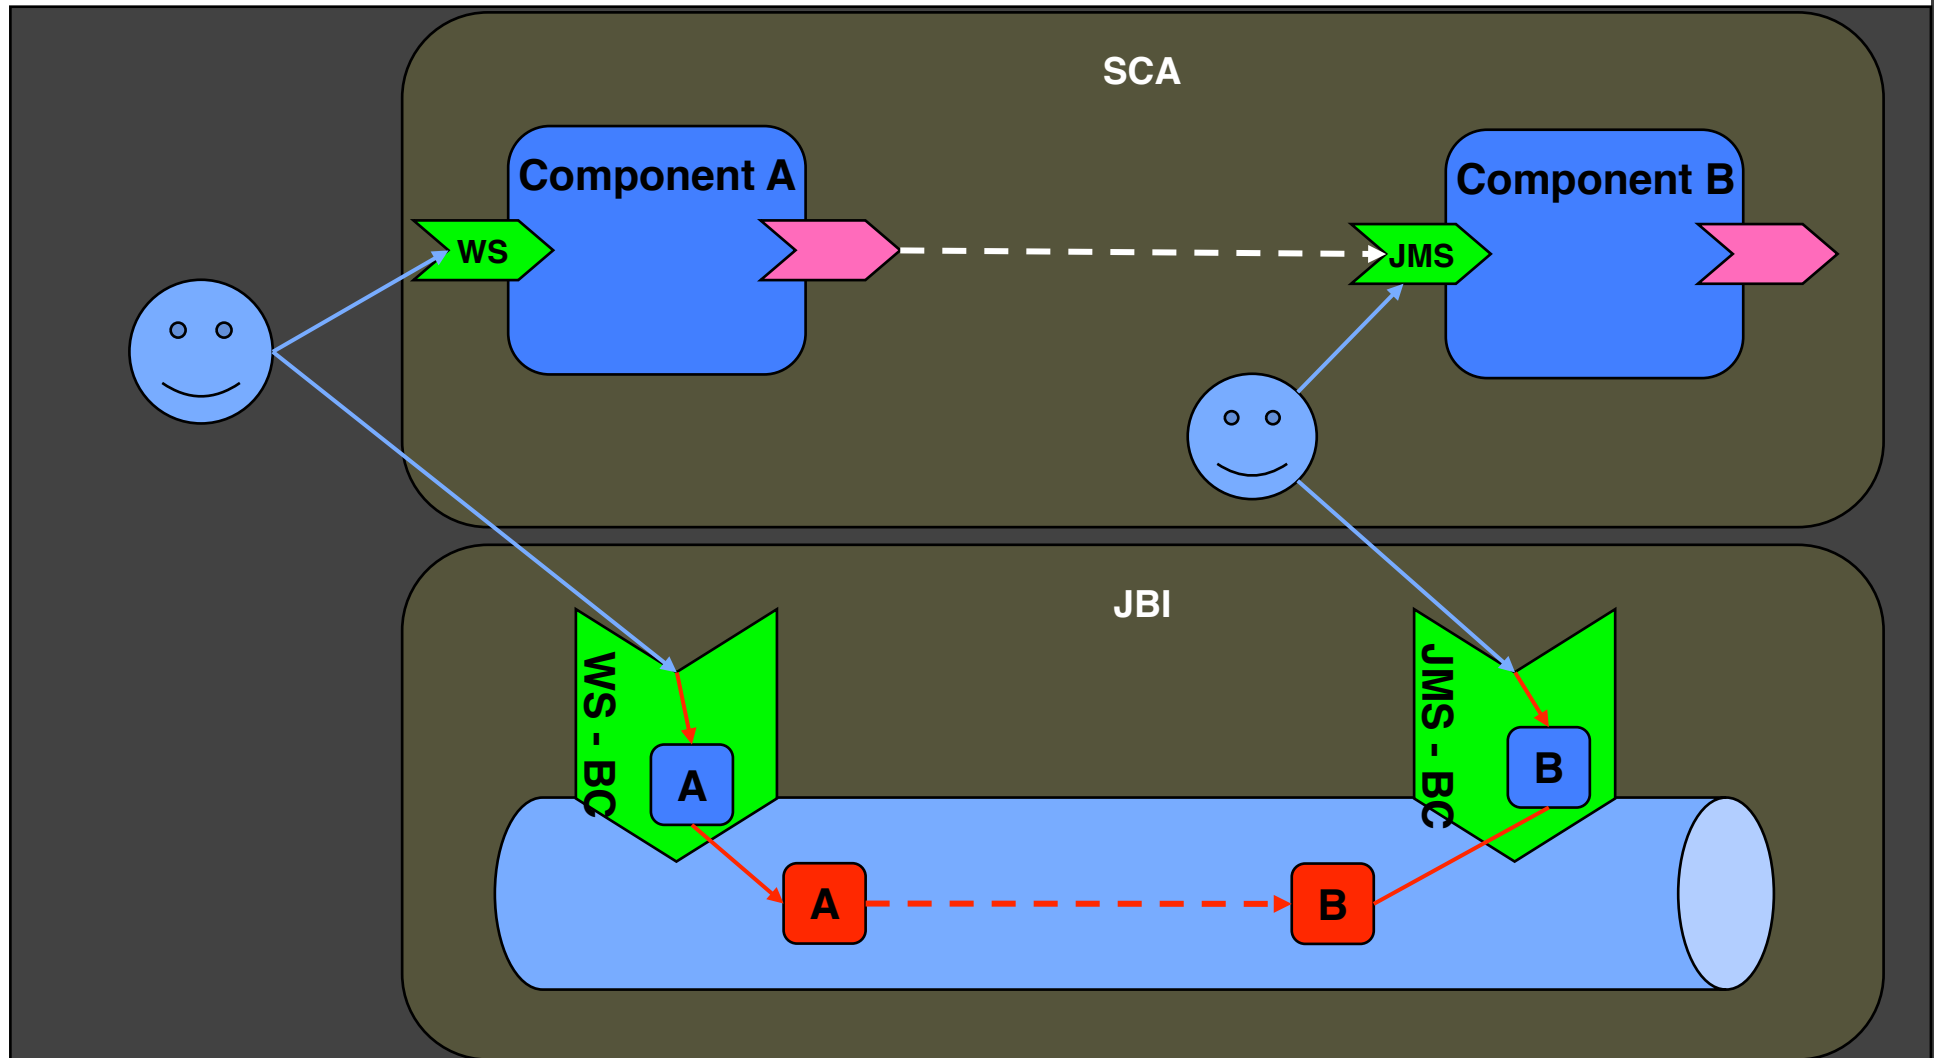 SCA
Component A
Component B
WS
JMS
JBI
WS - BC
JMS - BC
A
B
A
B